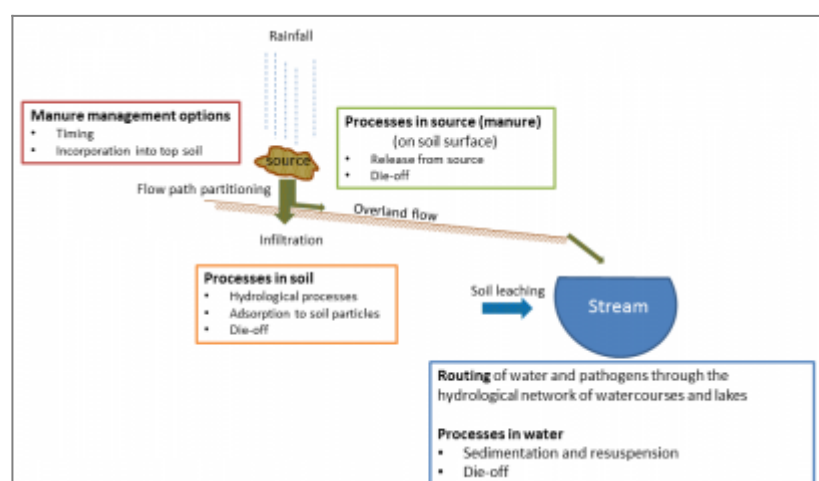 Rainfall
Manure management options
• Timing
• Incorporation into top soil
Processes in source (manure)
(on soil surface)
• Release from source
• Die-off
source
Flow path partitioning
Overland flow
Infiltration
Processes in soil
• Hydrological processes
• Adsorption to soil particles
• Die-off
Soil leaching
Stream
Routing of water and pathogens through the
hydrological network of watercourses and lakes
Processes in water
• Sedimentation and resuspension
• Die-off